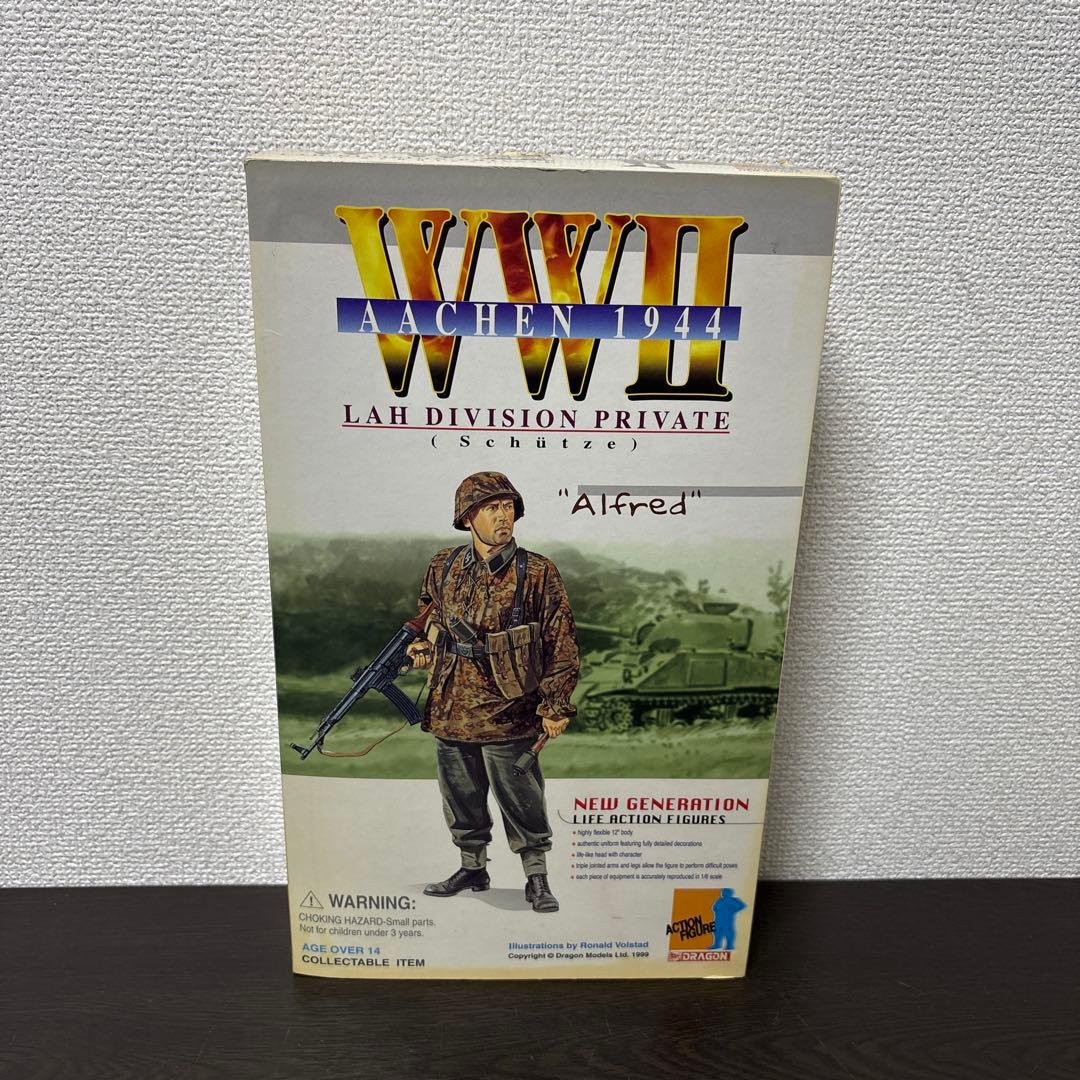 WWII
AACHEN 1944
LAH DIVISION PRIVATE
(Schütze)
"Alfred"
NEW GENERATION
LIFE ACTION FIGURES
• highly flexible 12" body
• authentic uniform featuring fully detailed decorations
• life-like head with character
• triple jointed arms and legs allow the figure to perform difficult poses
• each piece of equipment is accurately reproduced in 1/6 scale
WARNING:
CHOKING HAZARD-Small parts.
Not for children under 3 years.
AGE OVER 14
COLLECTABLE ITEM
Illustrations by Ronald Volstad
Copyright © Dragon Models Ltd. 1999
ACTION
FIGURE
DRAGON